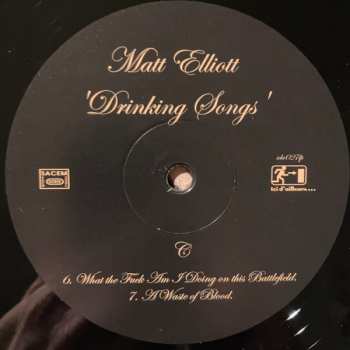 Matt Elliott
'Drinking Songs'
SACEM
ici d'ailleurs...
C
6. What the Fuck Am I Doing on this Battlefield.
7. A Waste of Blood.